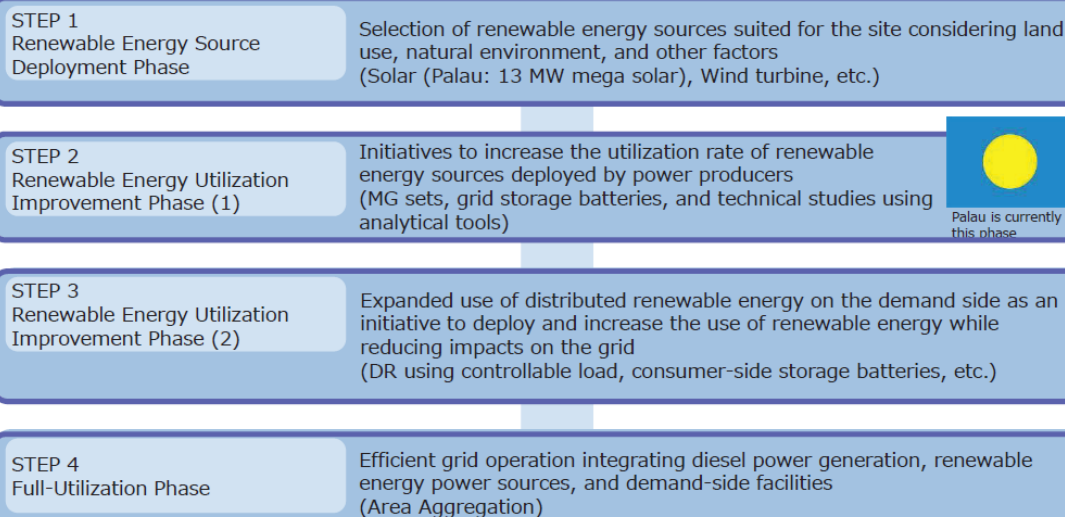 STEP 1
Renewable Energy Source
Deployment Phase
Selection of renewable energy sources suited for the site considering land
use, natural environment, and other factors
(Solar (Palau: 13 MW mega solar), Wind turbine, etc.)
STEP 2
Renewable Energy Utilization
Improvement Phase (1)
Initiatives to increase the utilization rate of renewable
energy sources deployed by power producers
(MG sets, grid storage batteries, and technical studies using
analytical tools)
Palau is currently
this phase
STEP 3
Renewable Energy Utilization
Improvement Phase (2)
Expanded use of distributed renewable energy on the demand side as an
initiative to deploy and increase the use of renewable energy while
reducing impacts on the grid
(DR using controllable load, consumer-side storage batteries, etc.)
STEP 4
Full-Utilization Phase
Efficient grid operation integrating diesel power generation, renewable
energy power sources, and demand-side facilities
(Area Aggregation)